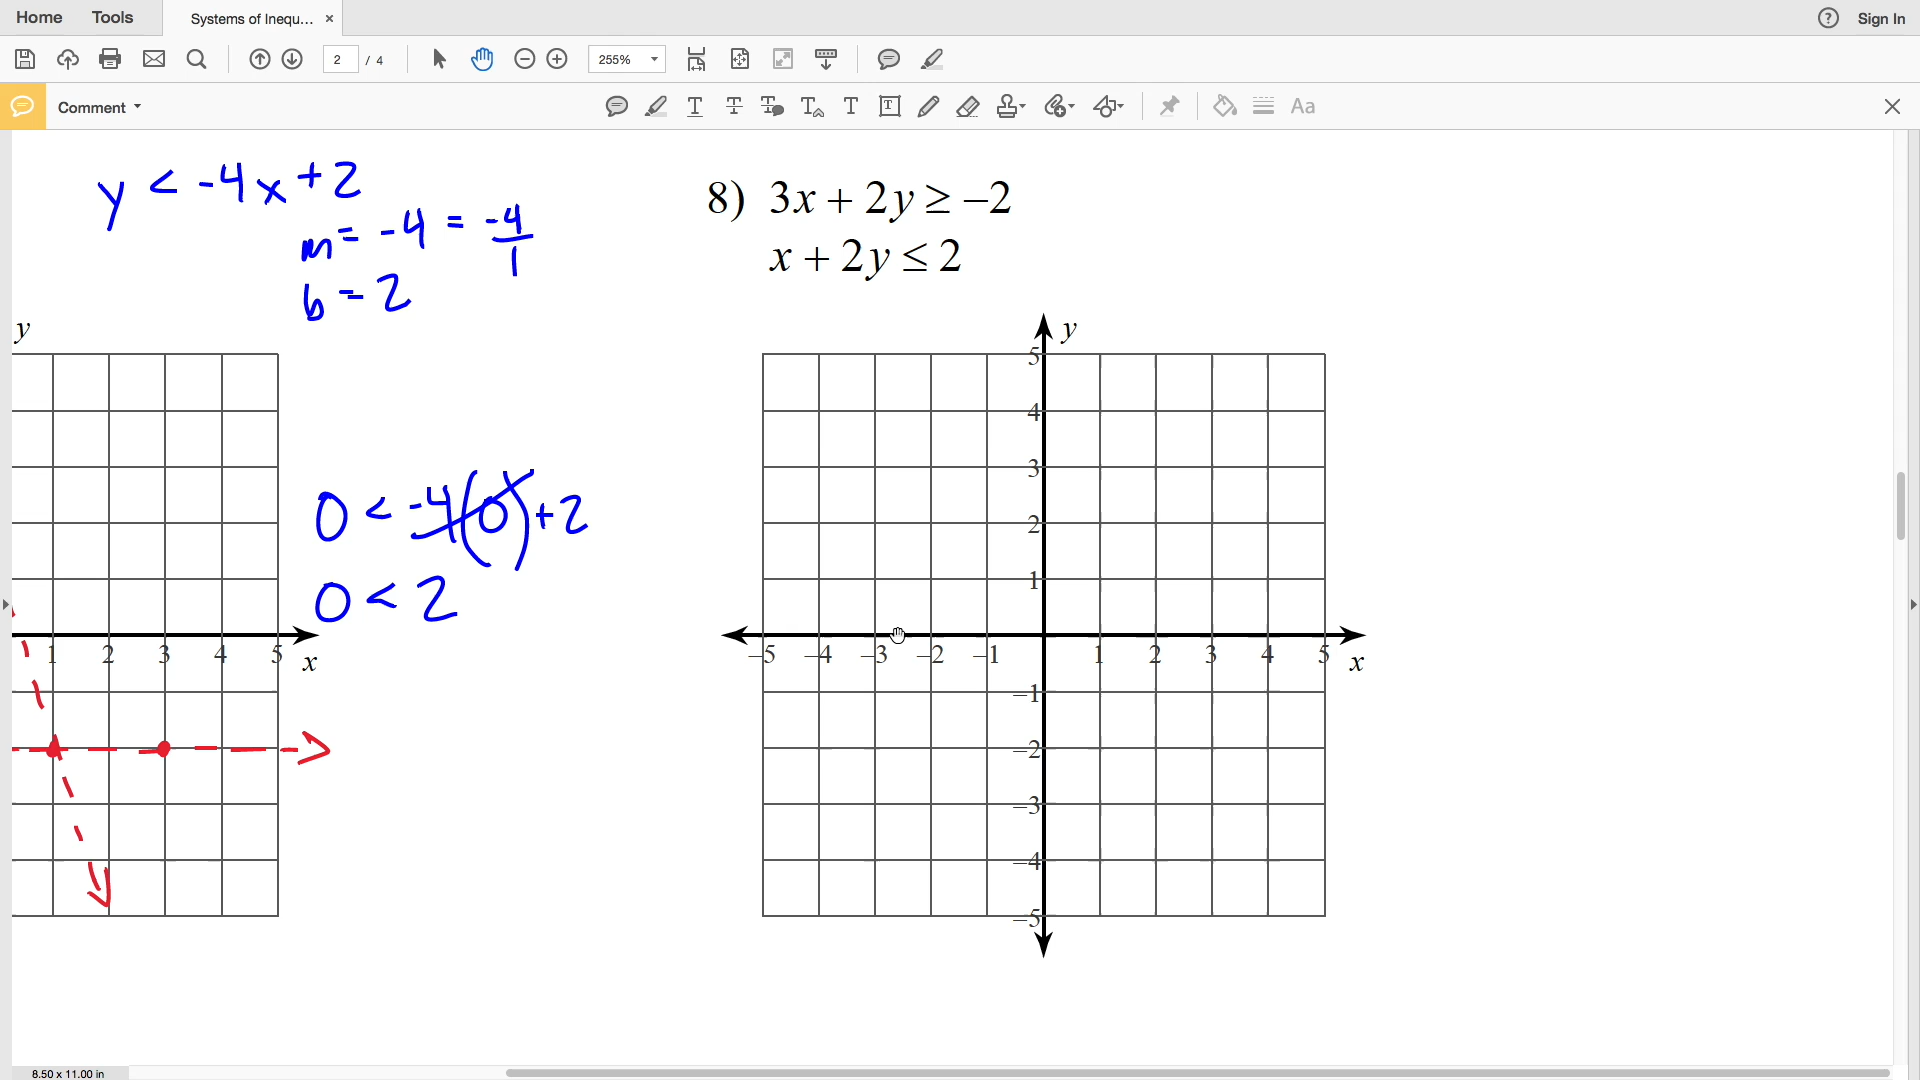 Home Tools Systems of Inequ... × ? Sign In
2 / 4 255%
Comment T T T T T T Aa
y < -4x + 2
m = -4 = -4/1
b = 2
8) 3x + 2y ≥ −2
x + 2y ≤ 2
y
1 2 3 4 5 x
0 < -4(0) + 2
0 < 2
y
5
4
3
2
1
−5 −4 −3 −2 −1 1 2 3 4 5 x
−1
−2
−3
−4
−5
8.50 x 11.00 in